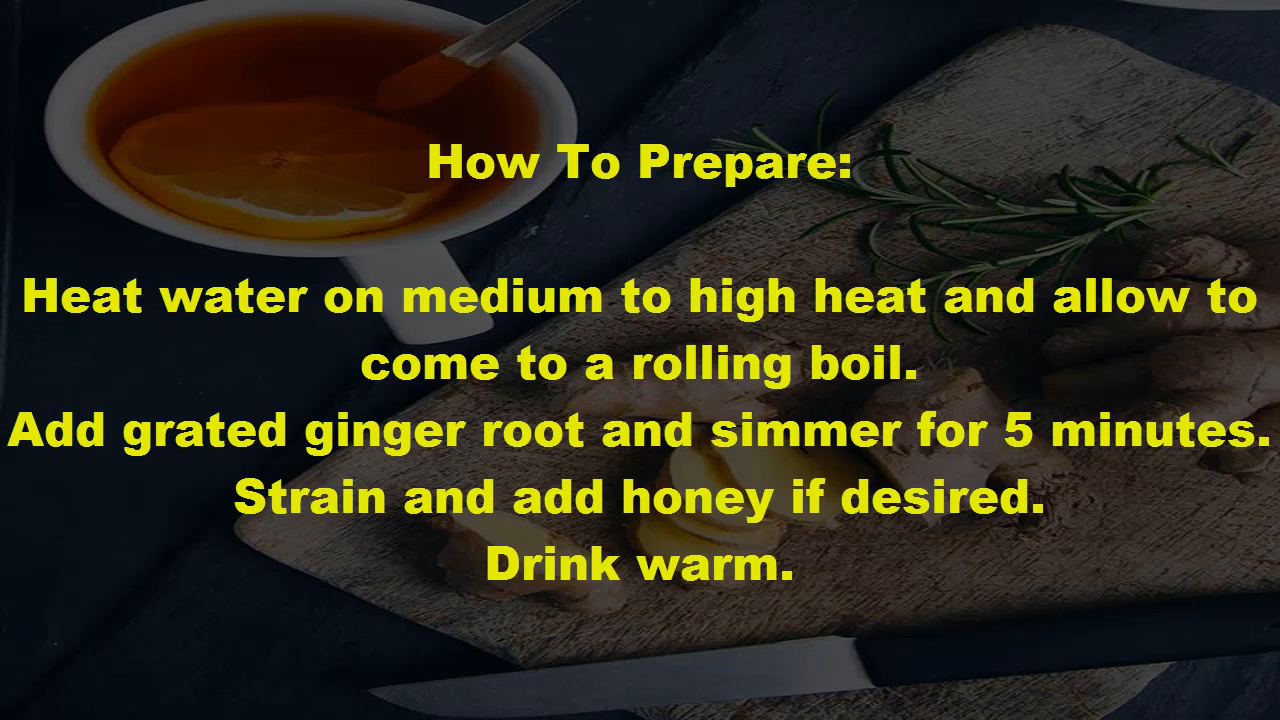 How To Prepare:
Heat water on medium to high heat and allow to
come to a rolling boil.
Add grated ginger root and simmer for 5 minutes.
Strain and add honey if desired.
Drink warm.